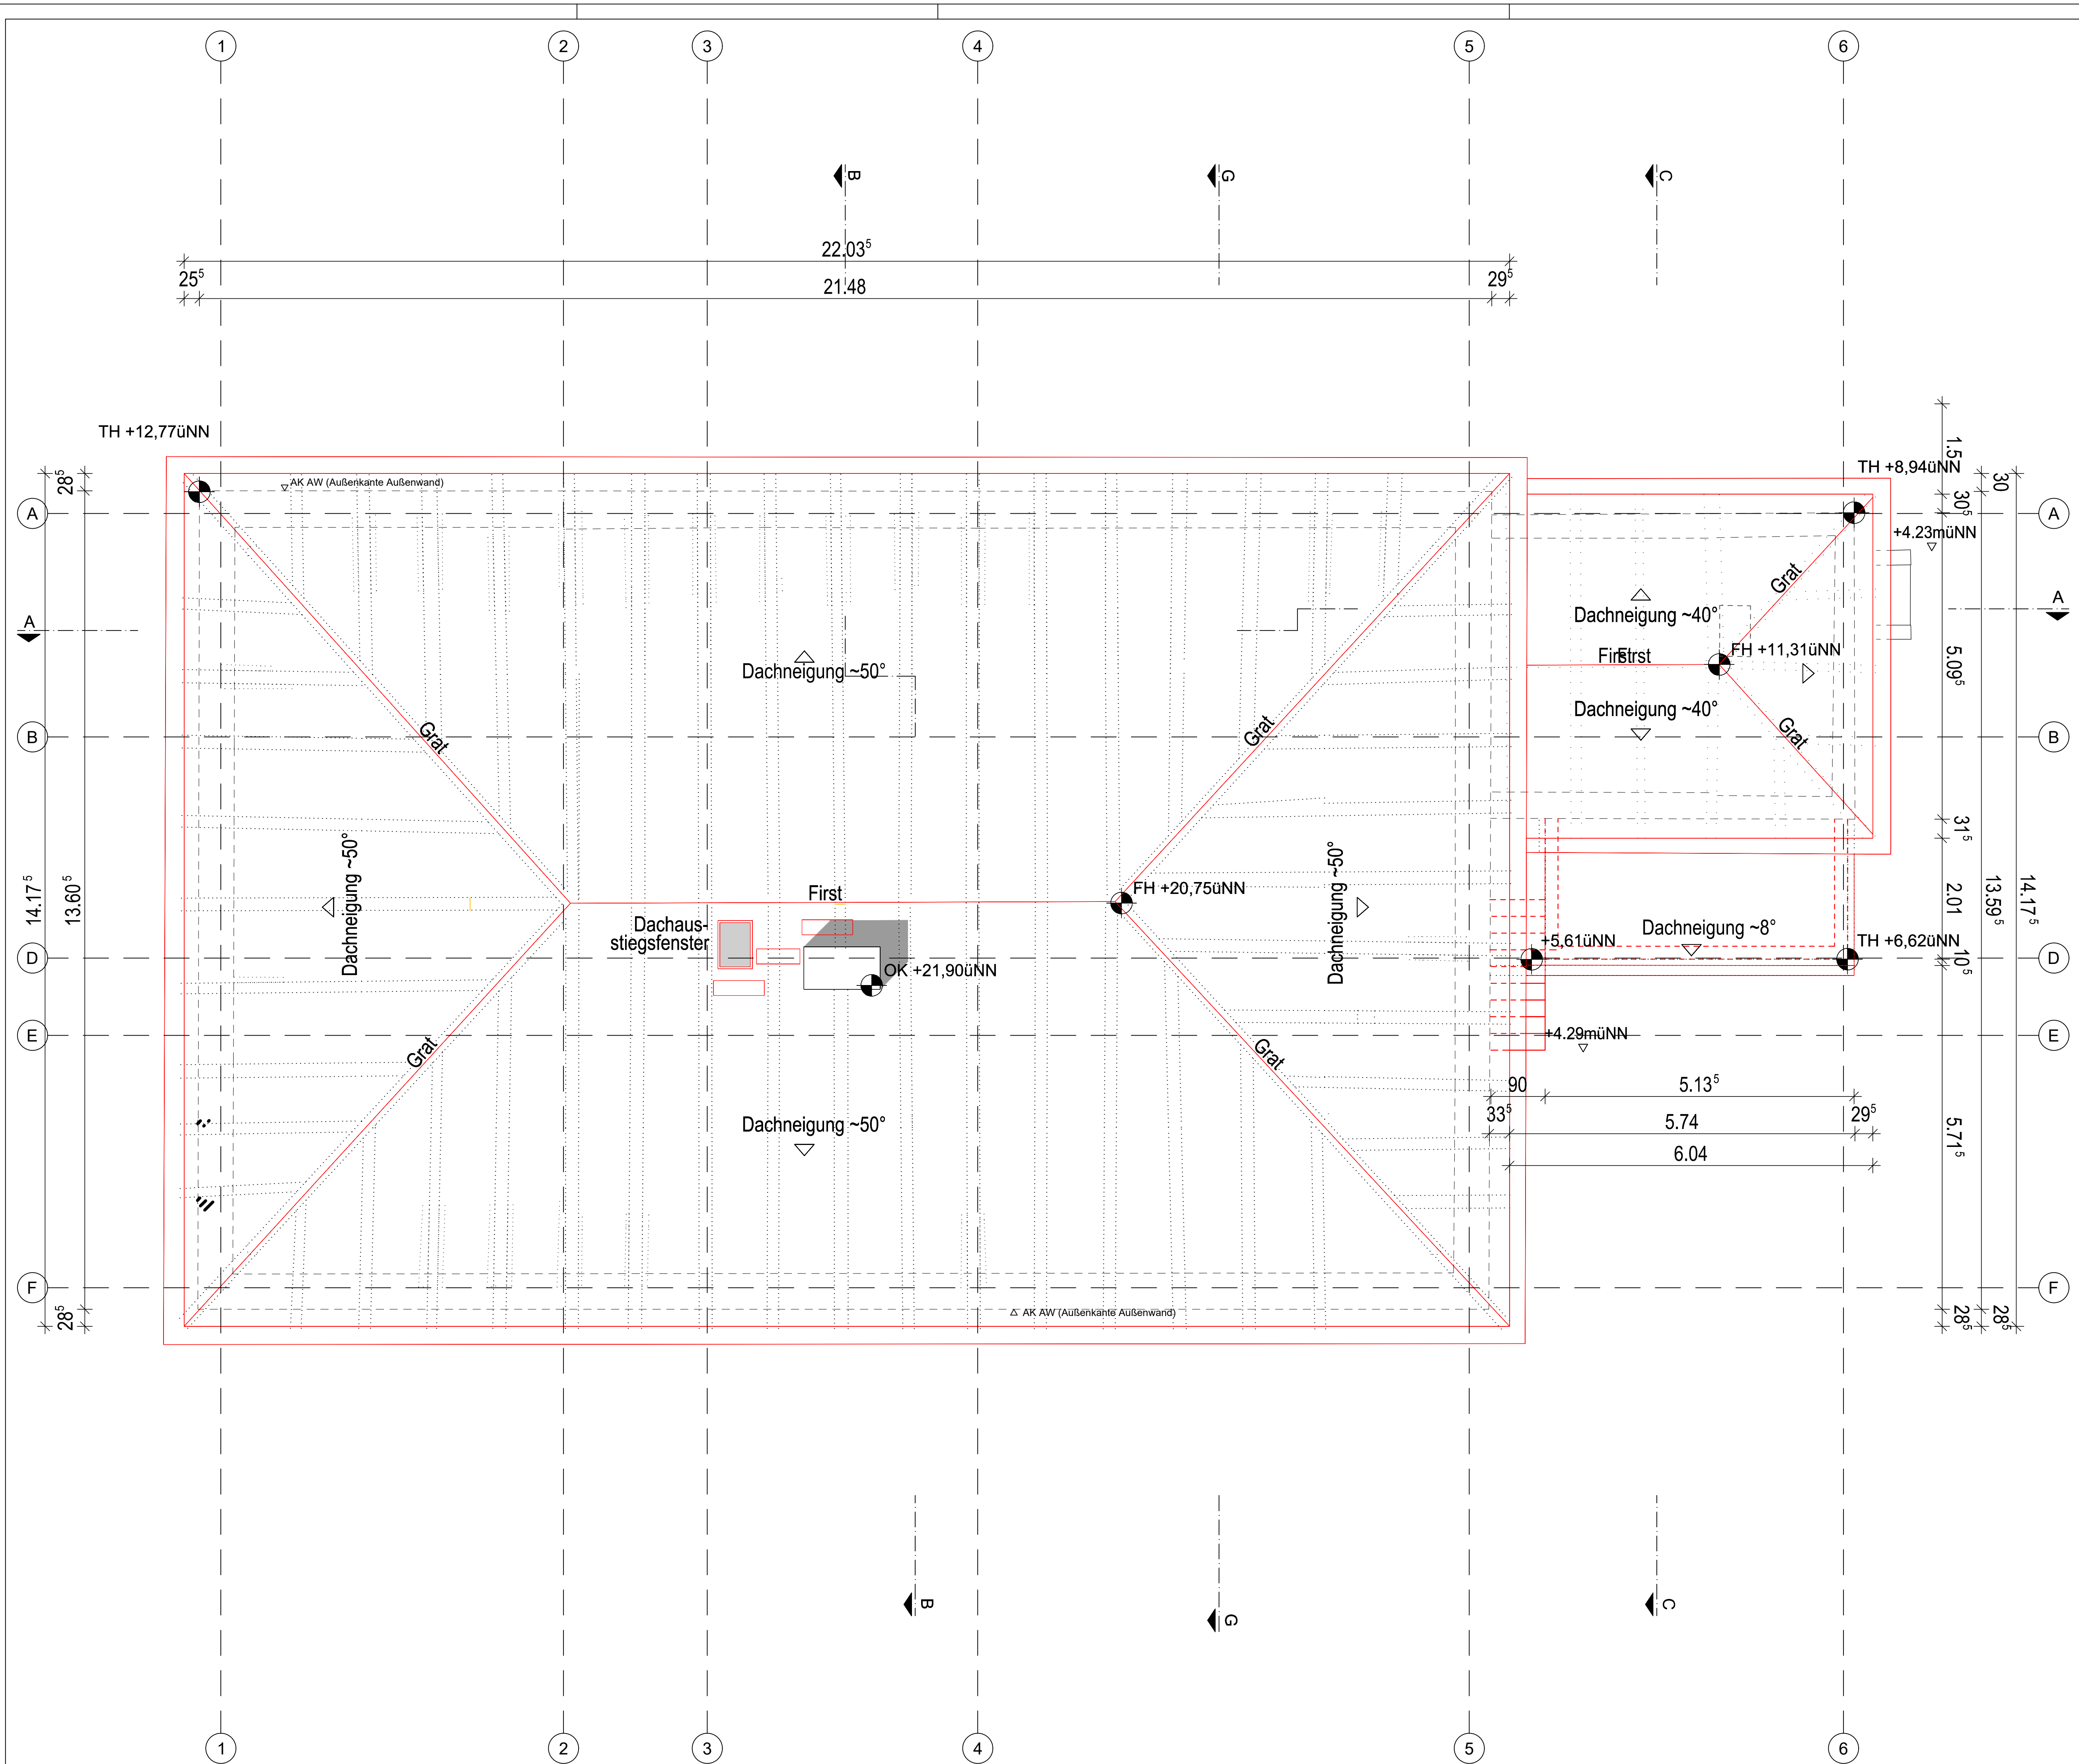 1 2 3 4 5 6
B G C
22.03⁵
25⁵ 21.48 29⁵
TH +12,77üNN
28⁵
AK AW (Außenkante Außenwand)
1.5
TH +8,94üNN
30
30⁵
A A
+4.23müNN
A A
Dachneigung ~40°
Grat
First First
FH +11,31üNN
5.09⁵
Dachneigung ~50°
Dachneigung ~40°
Grat
Grat
Grat
B B
31⁵
14.17⁵
13.60⁵
Dachneigung ~50°
First
FH +20,75üNN
Dachneigung ~50°
2.01
13.59⁵
14.17⁵
Dachaus-
stiegsfenster
Dachneigung ~8°
+5,61üNN
TH +6,62üNN
D D
10⁵
OK +21,90üNN
E E
+4.29müNN
Grat
Grat
90 5.13⁵
33⁵ 5.74 29⁵
6.04
Dachneigung ~50°
5.71⁵
F F
28⁵
AK AW (Außenkante Außenwand)
28⁵
28⁵
B G C
1 2 3 4 5 6